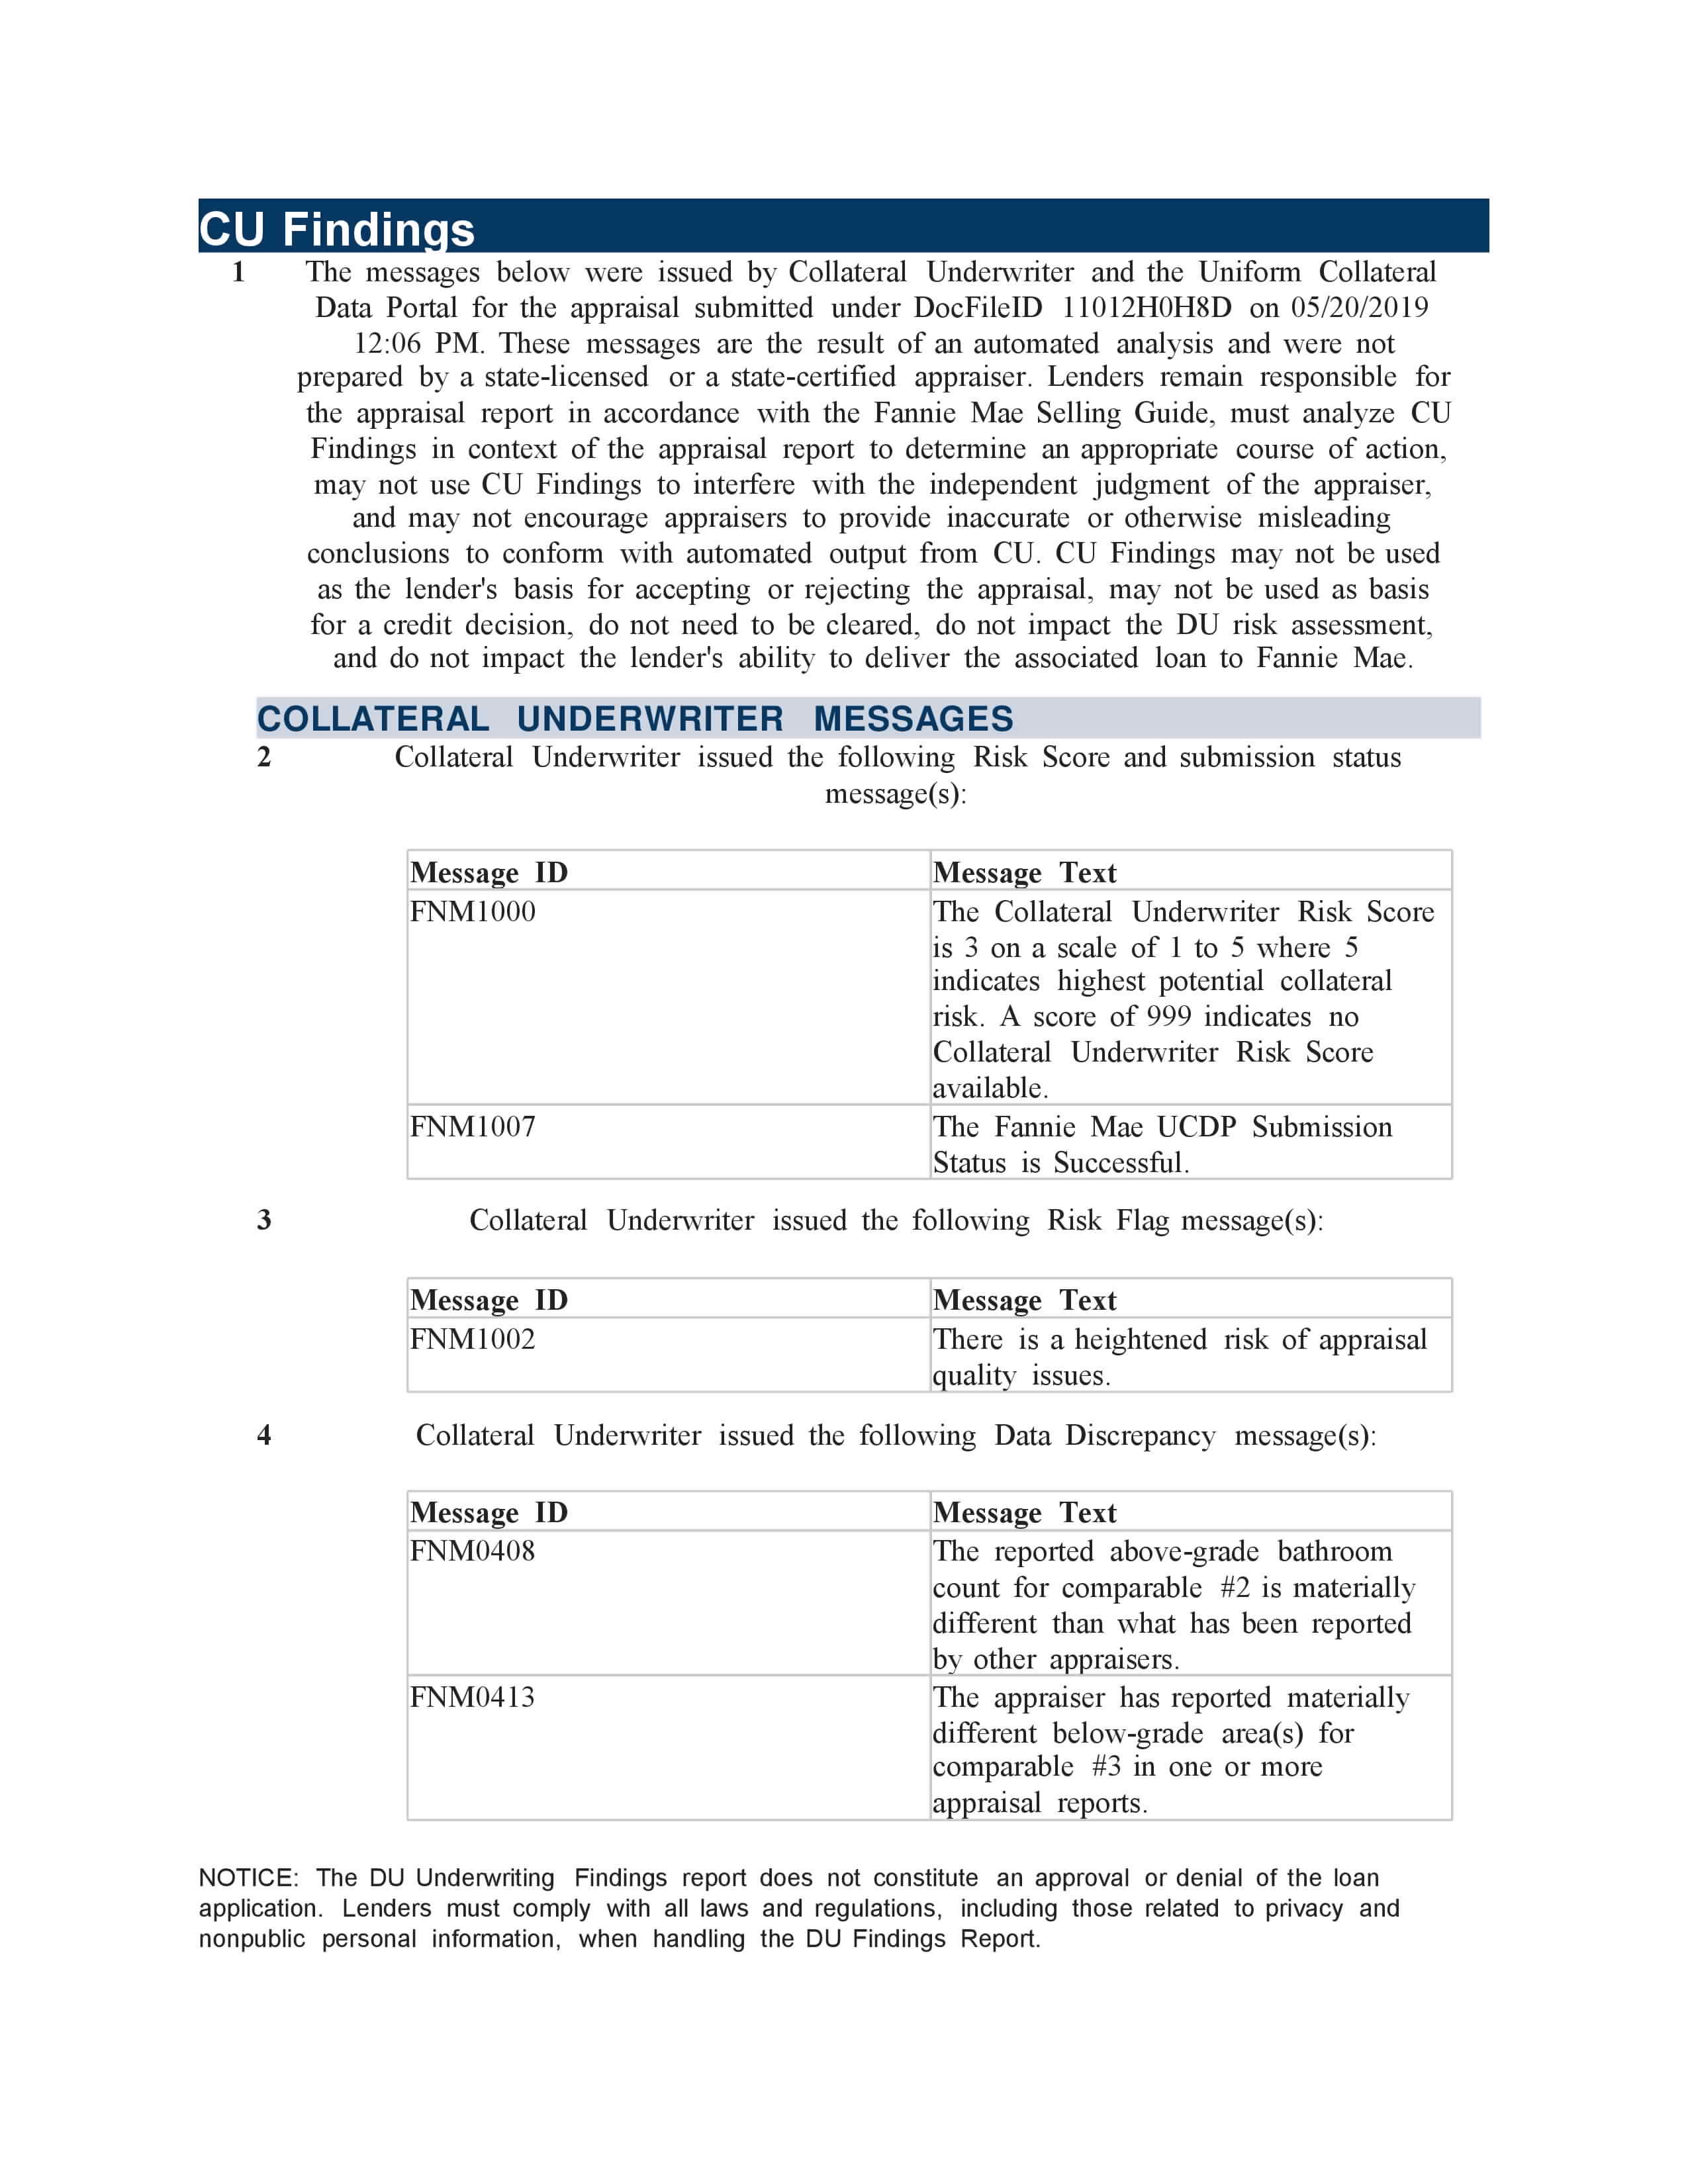 CU Findings
1 The messages below were issued by Collateral Underwriter and the Uniform Collateral
Data Portal for the appraisal submitted under DocFileID 11012H0H8D on 05/20/2019
12:06 PM. These messages are the result of an automated analysis and were not
prepared by a state-licensed or a state-certified appraiser. Lenders remain responsible for
the appraisal report in accordance with the Fannie Mae Selling Guide, must analyze CU
Findings in context of the appraisal report to determine an appropriate course of action,
may not use CU Findings to interfere with the independent judgment of the appraiser,
and may not encourage appraisers to provide inaccurate or otherwise misleading
conclusions to conform with automated output from CU. CU Findings may not be used
as the lender's basis for accepting or rejecting the appraisal, may not be used as basis
for a credit decision, do not need to be cleared, do not impact the DU risk assessment,
and do not impact the lender's ability to deliver the associated loan to Fannie Mae.
COLLATERAL UNDERWRITER MESSAGES
2 Collateral Underwriter issued the following Risk Score and submission status
message(s):
Message ID Message Text
FNM1000 The Collateral Underwriter Risk Score
is 3 on a scale of 1 to 5 where 5
indicates highest potential collateral
risk. A score of 999 indicates no
Collateral Underwriter Risk Score
available.
FNM1007 The Fannie Mae UCDP Submission
Status is Successful.
3 Collateral Underwriter issued the following Risk Flag message(s):
Message ID Message Text
FNM1002 There is a heightened risk of appraisal
quality issues.
4 Collateral Underwriter issued the following Data Discrepancy message(s):
Message ID Message Text
FNM0408 The reported above-grade bathroom
count for comparable #2 is materially
different than what has been reported
by other appraisers.
FNM0413 The appraiser has reported materially
different below-grade area(s) for
comparable #3 in one or more
appraisal reports.
NOTICE: The DU Underwriting Findings report does not constitute an approval or denial of the loan
application. Lenders must comply with all laws and regulations, including those related to privacy and
nonpublic personal information, when handling the DU Findings Report.